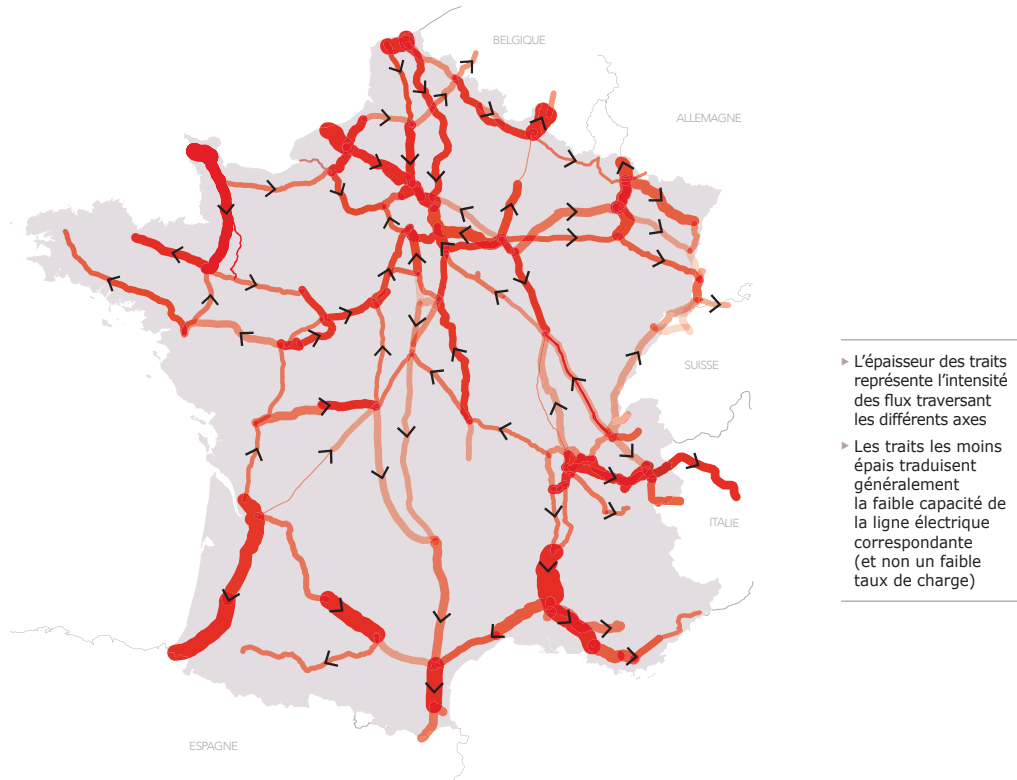 BELGIQUE
ALLEMAGNE
SUISSE
ITALIE
ESPAGNE
▸ L'épaisseur des traits
représente l'intensité
des flux traversant
les différents axes
▸ Les traits les moins
épais traduisent
généralement
la faible capacité de
la ligne électrique
correspondante
(et non un faible
taux de charge)